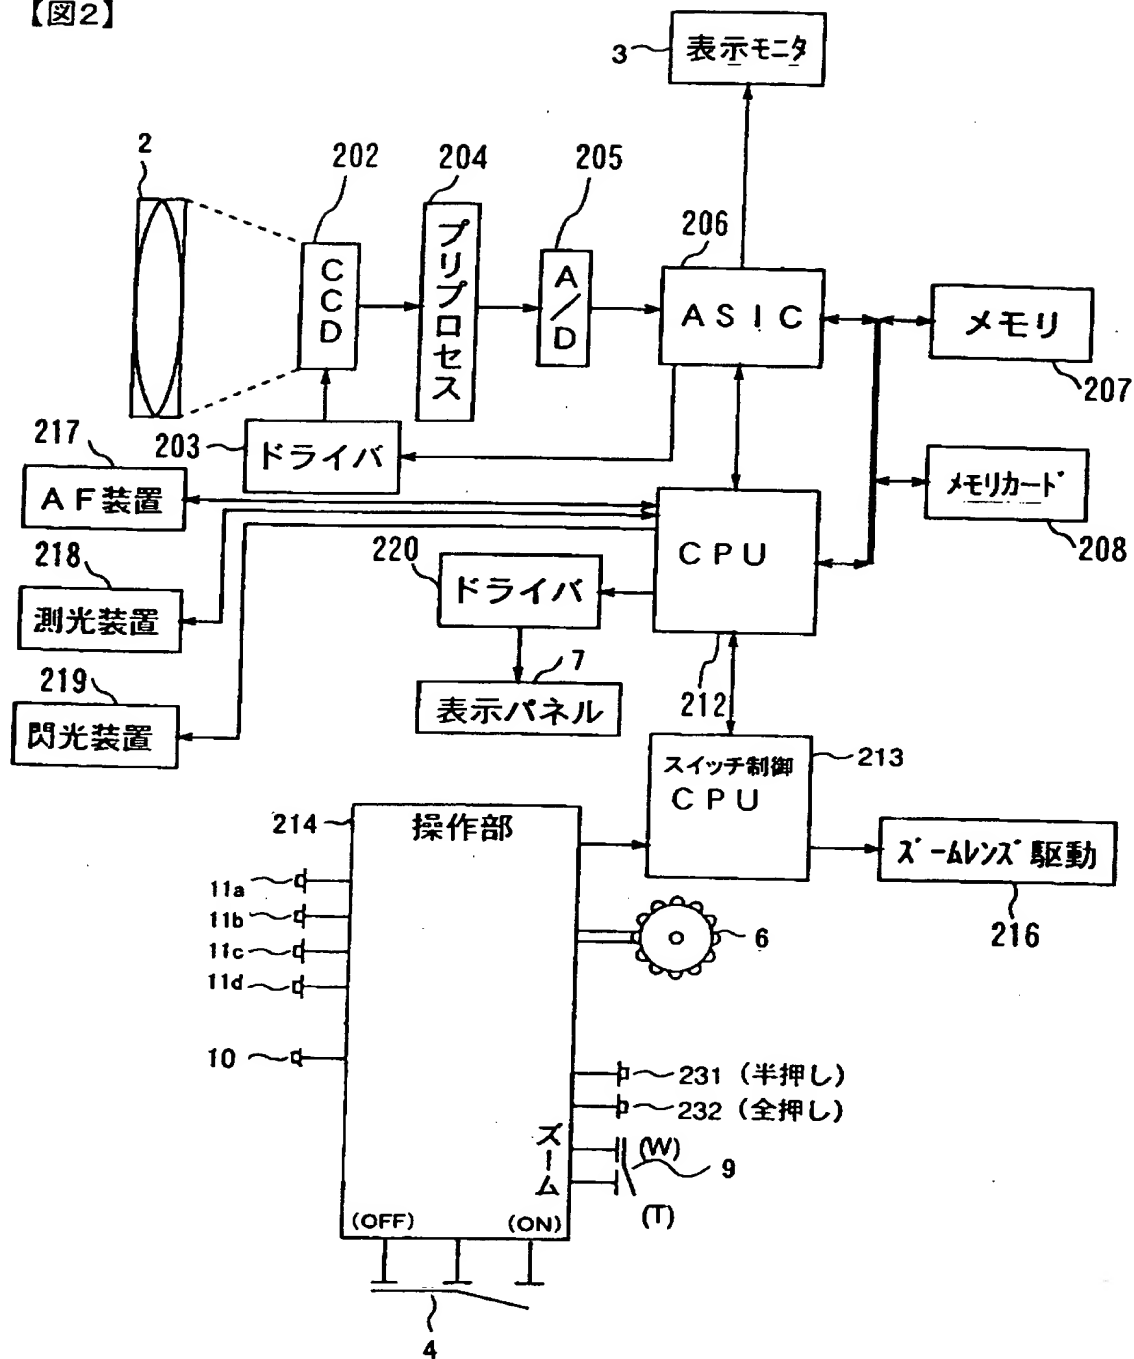 【図2】
3
表示モニタ
2
202
204
205
206
CCD
プリプロセス
A/D
ASIC
メモリ
207
203
ドライバ
217
AF装置
メモリカード
208
218
測光装置
220
ドライバ
CPU
219
閃光装置
7
表示パネル
212
スイッチ制御
CPU
213
214
操作部
ズームレンズ駆動
216
11a
11b
11c
11d
6
10
231 (半押し)
232 (全押し)
ズーム
(W)
9
(T)
(OFF)
(ON)
4